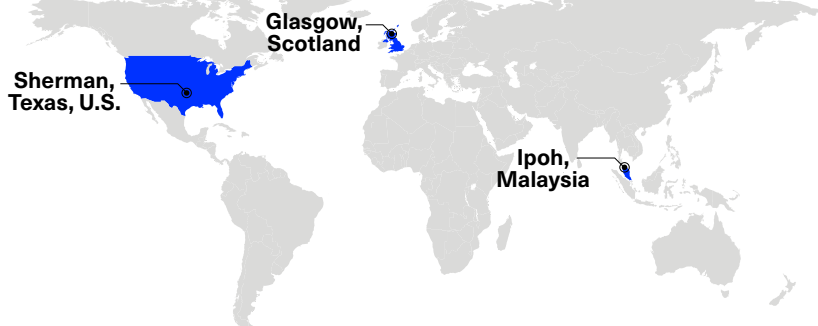 Glasgow,
Scotland
Sherman,
Texas, U.S.
Ipoh,
Malaysia